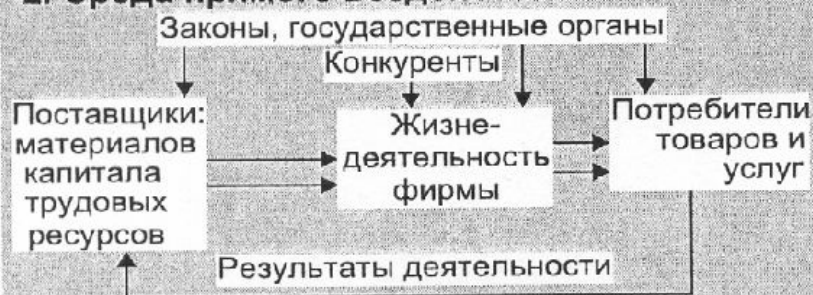 Законы, государственные органы
Конкуренты
Поставщики:
материалов
капитала
трудовых
ресурсов
Жизне-
деятельность
фирмы
Потребители
товаров и
услуг
Результаты деятельности